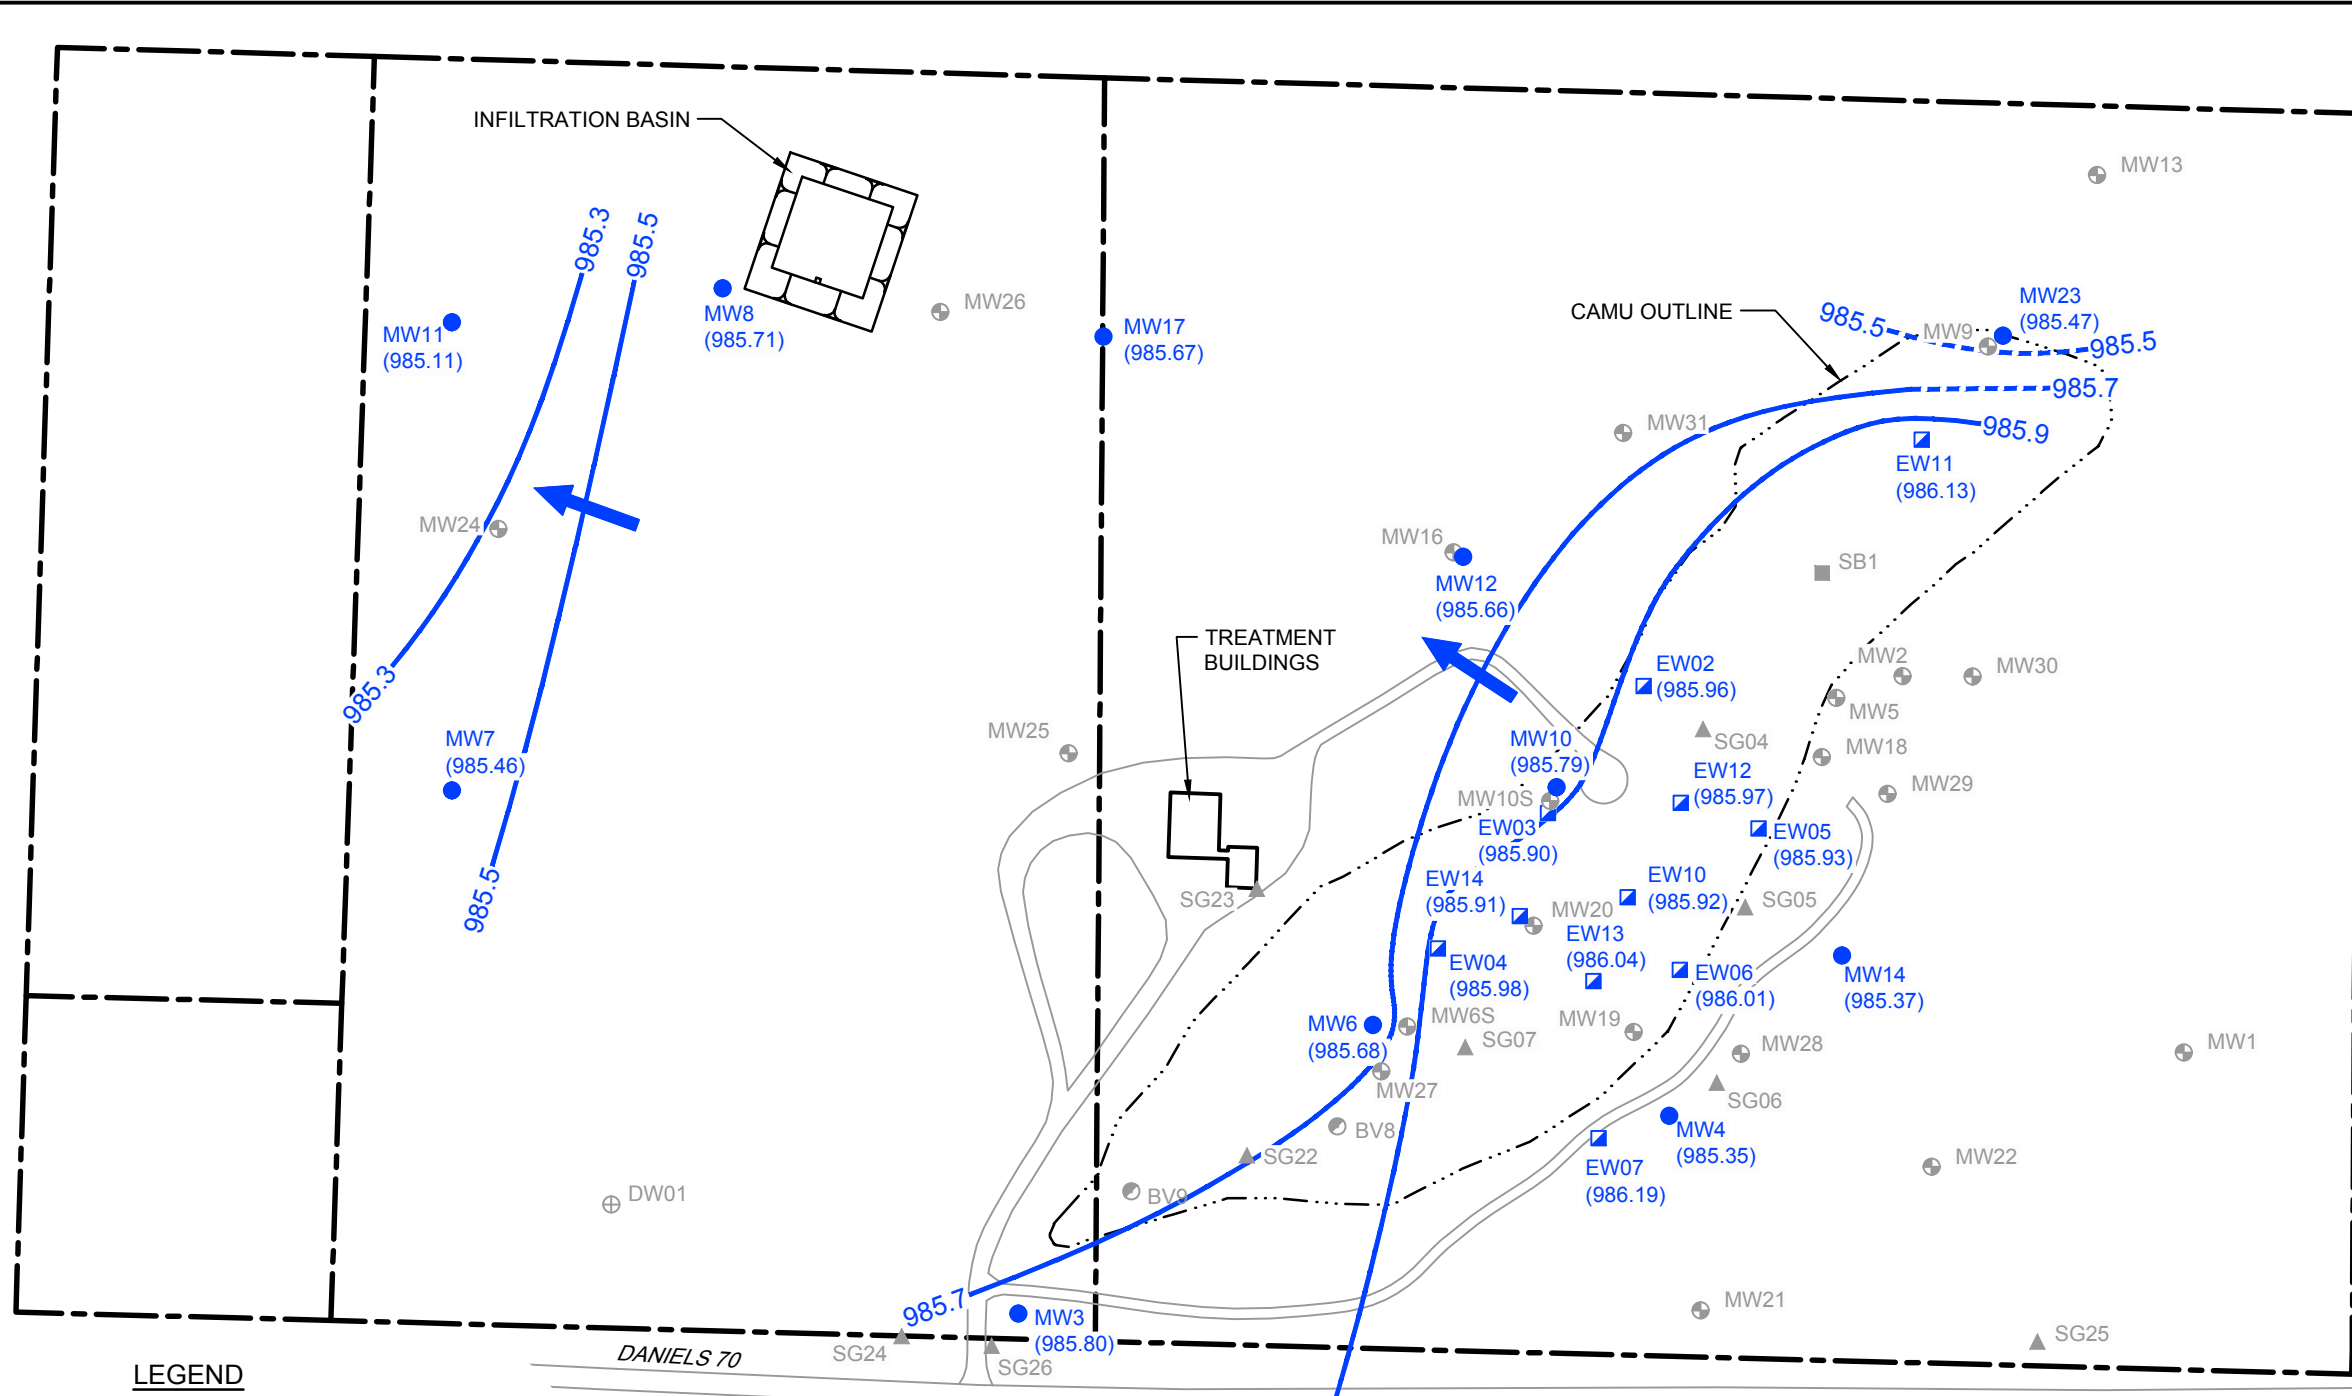 INFILTRATION BASIN
985.3
985.5
MW11
(985.11)
MW8
(985.71)
MW26
MW17
(985.67)
MW13
CAMU OUTLINE
985.5
MW9
MW23
(985.47)
985.5
985.7
985.9
MW31
EW11
(986.13)
MW24
MW16
MW12
(985.66)
SB1
TREATMENT
BUILDINGS
985.3
EW02
(985.96)
MW2
MW30
MW5
SG04
MW18
MW7
(985.46)
MW25
MW10
(985.79)
EW12
(985.97)
MW29
MW10S
EW03
(985.90)
EW05
(985.93)
985.5
SG23
EW14
(985.91)
EW10
(985.92)
SG05
MW20
EW13
(986.04)
EW04
(985.98)
EW06
(986.01)
MW14
(985.37)
MW6
(985.68)
MW6S
SG07
MW19
MW28
MW1
MW27
SG06
BV8
MW4
(985.35)
SG22
EW07
(986.19)
MW22
DW01
BV9
985.7
MW3
(985.80)
MW21
SG24
SG26
SG25
DANIELS 70
LEGEND